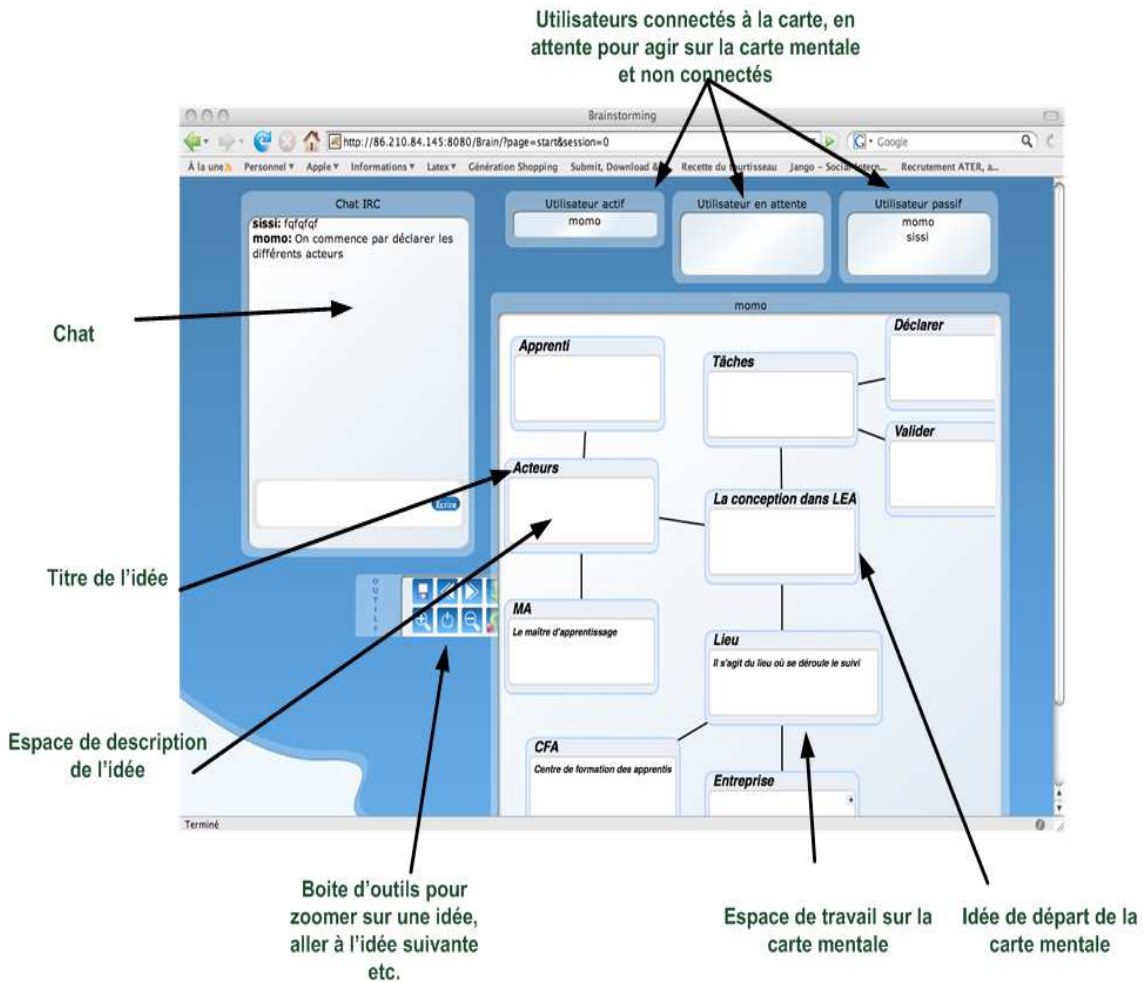 Utilisateurs connectés à la carte, en
attente pour agir sur la carte mentale
et non connectés
Brainstorming
http://86.210.84.145:8080/Brain/?page=start&session=0
Google
À la une
Personnel
Apple
Informations
Latex
Génération Shopping
Submit, Download &
Recette du
Jango – Social
Recrutement ATER, a...
Chat IRC
sissi: fqfqfqf
momo: On commence par déclarer les
différents acteurs
Ecrire
Utilisateur actif
momo
Utilisateur en attente
Utilisateur passif
momo
sissi
Chat
momo
Apprenti
Tâches
Déclarer
Valider
Acteurs
La conception dans LEA
Titre de l'idée
OUTILS
MA
Le maître d'apprentissage
Lieu
Il s'agit du lieu où se déroule le suivi
Espace de description
de l'idée
CFA
Centre de formation des apprentis
Entreprise
Terminé
Boite d'outils pour
zoomer sur une idée,
aller à l'idée suivante
etc.
Espace de travail sur la
carte mentale
Idée de départ de la
carte mentale